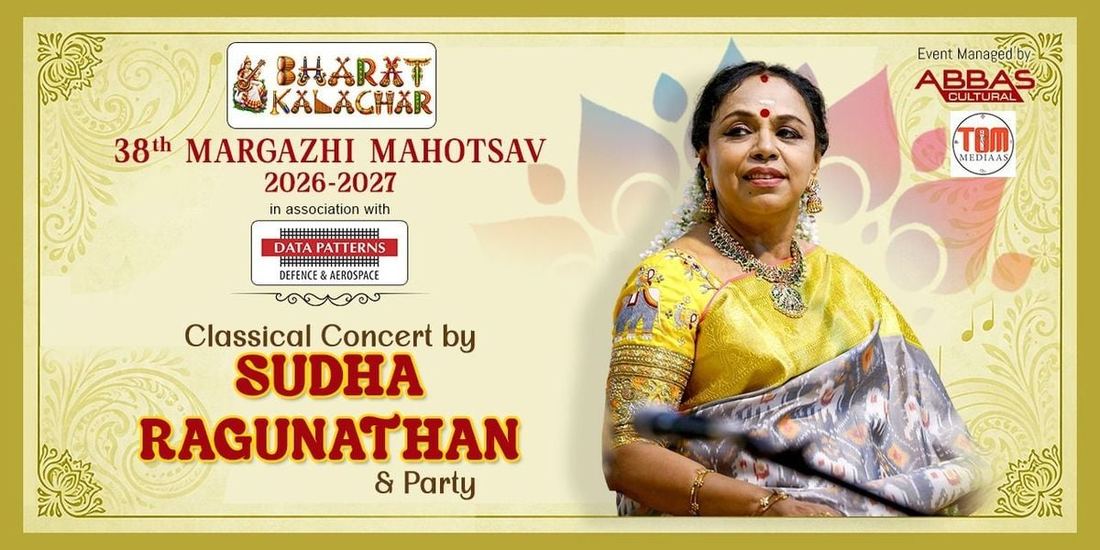 BHARAT
KALACHAR
38th MARGAZHI MAHOTSAV
2026-2027
in association with
DATA PATTERNS
DEFENCE & AEROSPACE
Classical Concert by
SUDHA
RAGUNATHAN
& Party
Event Managed by
ABBAS
CULTURAL
TOM
MEDIAAS